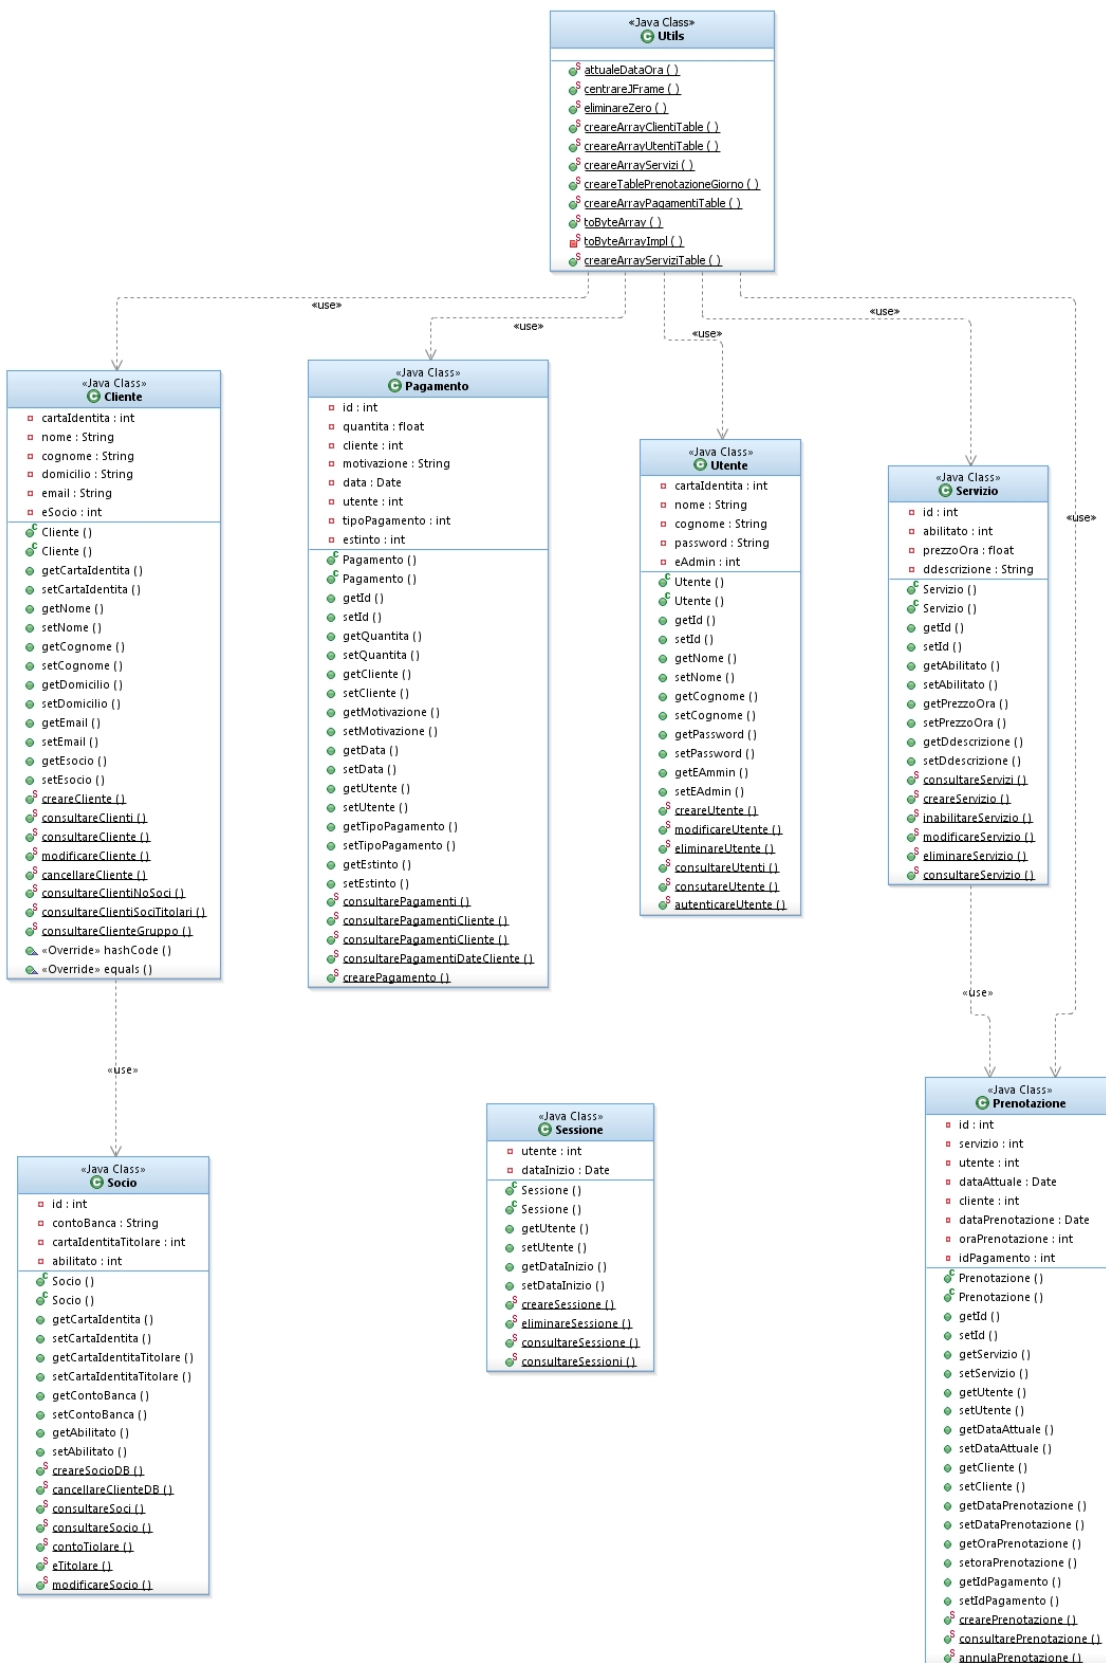 «Java Class»
Utils
attualeDataOra ( )
centrareJFrame ( )
eliminareZero ( )
creareArrayClientiTable ( )
creareArrayUtentiTable ( )
creareArrayServizi ( )
creareTablePrenotazioneGiorno ( )
creareArrayPagamentiTable ( )
toByteArray ( )
toByteArrayImpl ( )
creareArrayServiziTable ( )
«use»
«use»
«use»
«use»
«use»
«Java Class»
Cliente
cartaIdentita : int
nome : String
cognome : String
domicilio : String
email : String
eSocio : int
Cliente ( )
Cliente ( )
getCartaIdentita ( )
setCartaIdentita ( )
getNome ( )
setNome ( )
getCognome ( )
setCognome ( )
getDomicilio ( )
setDomicilio ( )
getEmail ( )
setEmail ( )
getEsocio ( )
setEsocio ( )
creareCliente ( )
consultareClienti ( )
consultareCliente ( )
modificareCliente ( )
cancellareCliente ( )
consultareClientiNoSoci ( )
consultareClientiSociTitolari ( )
consultareClienteGruppo ( )
«Override» hashCode ( )
«Override» equals ( )
«Java Class»
Pagamento
id : int
quantita : float
cliente : int
motivazione : String
data : Date
utente : int
tipoPagamento : int
estinto : int
Pagamento ( )
Pagamento ( )
getId ( )
setId ( )
getQuantita ( )
setQuantita ( )
getCliente ( )
setCliente ( )
getMotivazione ( )
setMotivazione ( )
getData ( )
setData ( )
getUtente ( )
setUtente ( )
getTipoPagamento ( )
setTipoPagamento ( )
getEstinto ( )
setEstinto ( )
consultarePagamenti ( )
consultarePagamentiCliente ( )
consultarePagamentiCliente ( )
consultarePagamentiDateCliente ( )
crearePagamento ( )
«Java Class»
Utente
cartaIdentita : int
nome : String
cognome : String
password : String
eAdmin : int
Utente ( )
Utente ( )
getId ( )
setId ( )
getNome ( )
setNome ( )
getCognome ( )
setCognome ( )
getPassword ( )
setPassword ( )
getEAmmin ( )
setEAdmin ( )
creareUtente ( )
modificareUtente ( )
eliminareUtente ( )
consultareUtenti ( )
consutareUtente ( )
autenticareUtente ( )
«Java Class»
Servizio
id : int
abilitato : int
prezzoOra : float
ddescrizione : String
Servizio ( )
Servizio ( )
getId ( )
setId ( )
getAbilitato ( )
setAbilitato ( )
getPrezzoOra ( )
setPrezzoOra ( )
getDdescrizione ( )
setDdescrizione ( )
consultareServizi ( )
creareServizio ( )
inabilitareServizio ( )
modificareServizio ( )
eliminareServizio ( )
consultareServizio ( )
«use»
«use»
«Java Class»
Socio
id : int
contoBanca : String
cartaIdentitaTitolare : int
abilitato : int
Socio ( )
Socio ( )
getCartaIdentita ( )
setCartaIdentita ( )
getCartaIdentitaTitolare ( )
setCartaIdentitaTitolare ( )
getContoBanca ( )
setContoBanca ( )
getAbilitato ( )
setAbilitato ( )
creareSocioDB ( )
cancellareClienteDB ( )
consultareSoci ( )
consultareSocio ( )
contoTiolare ( )
eTitolare ( )
modificareSocio ( )
«Java Class»
Sessione
utente : int
dataInizio : Date
Sessione ( )
Sessione ( )
getUtente ( )
setUtente ( )
getDataInizio ( )
setDataInizio ( )
creareSessione ( )
eliminareSessione ( )
consultareSessione ( )
consultareSessioni ( )
«Java Class»
Prenotazione
id : int
servizio : int
utente : int
dataAttuale : Date
cliente : int
dataPrenotazione : Date
oraPrenotazione : int
idPagamento : int
Prenotazione ( )
Prenotazione ( )
getId ( )
setId ( )
getServizio ( )
setServizio ( )
getUtente ( )
setUtente ( )
getDataAttuale ( )
setDataAttuale ( )
getCliente ( )
setCliente ( )
getDataPrenotazione ( )
setDataPrenotazione ( )
getOraPrenotazione ( )
setoraPrenotazione ( )
getIdPagamento ( )
setIdPagamento ( )
crearePrenotazione ( )
consultarePrenotazione ( )
annulaPrenotazione ( )